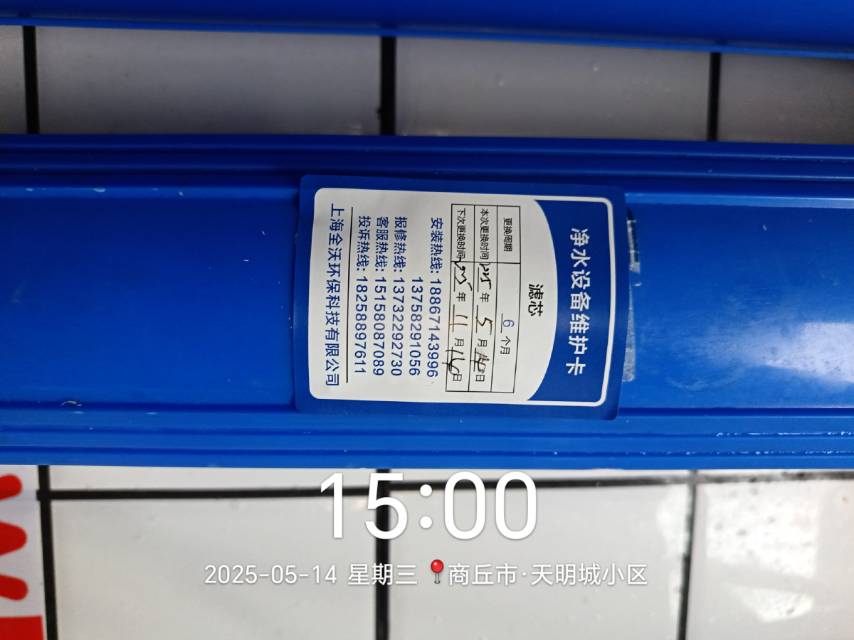 净水设备维护卡
滤芯
更换周期 6 个月
本次更换时间 2025 年 5 月 14 日
下次更换时间 2025 年 11 月 14 日
安装热线: 18867143996
13758291056
报修热线: 13732292730
客服热线: 15158087089
投诉热线: 18258897611
上海全沃环保科技有限公司
15:00
2025-05-14 星期三 商丘市·天明城小区